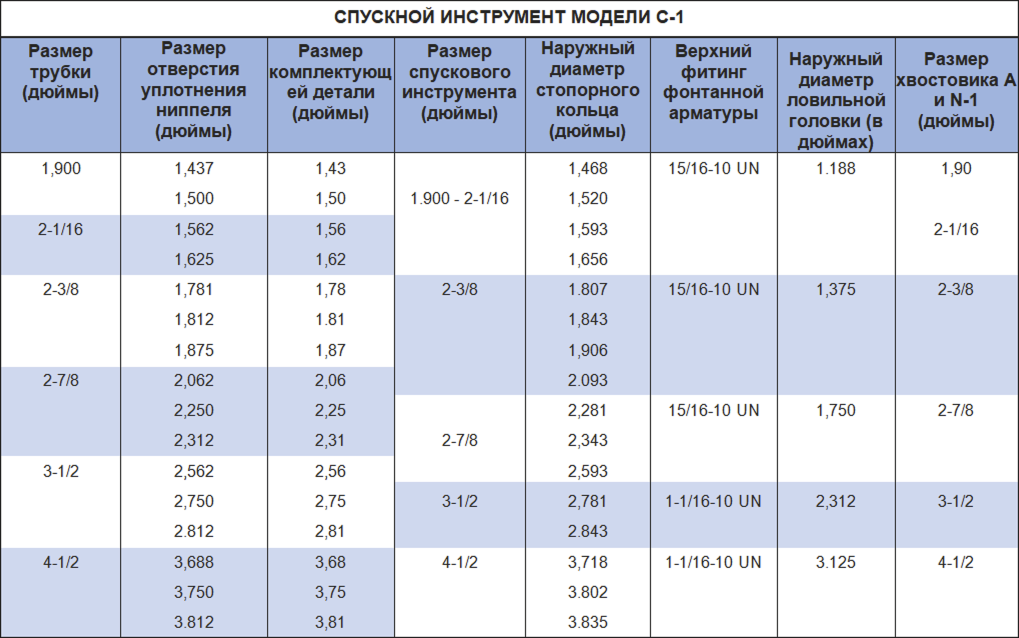 СПУСКНОЙ ИНСТРУМЕНТ МОДЕЛИ С-1
Размер трубки (дюймы) Размер отверстия уплотнения ниппеля (дюймы) Размер комплектующ ей детали (дюймы) Размер спускового инструмента (дюймы) Наружный диаметр стопорного кольца (дюймы) Верхний фитинг фонтанной арматуры Наружный диаметр ловильной головки (в дюймах) Размер хвостовика А и N-1 (дюймы)
1,900 1,437 1,43 1,468 15/16-10 UN 1.188 1,90
1,500 1,50 1.900 - 2-1/16 1,520
2-1/16 1,562 1,56 1,593 2-1/16
1,625 1,62 1,656
2-3/8 1,781 1,78 2-3/8 1.807 15/16-10 UN 1,375 2-3/8
1,812 1.81 1,843
1,875 1,87 1,906
2-7/8 2,062 2,06 2.093
2,250 2,25 2,281 15/16-10 UN 1,750 2-7/8
2,312 2,31 2-7/8 2,343
3-1/2 2,562 2,56 2,593
2,750 2,75 3-1/2 2,781 1-1/16-10 UN 2,312 3-1/2
2.812 2,81 2.843
4-1/2 3,688 3,68 4-1/2 3,718 1-1/16-10 UN 3.125 4-1/2
3,750 3,75 3.802
3.812 3,81 3.835